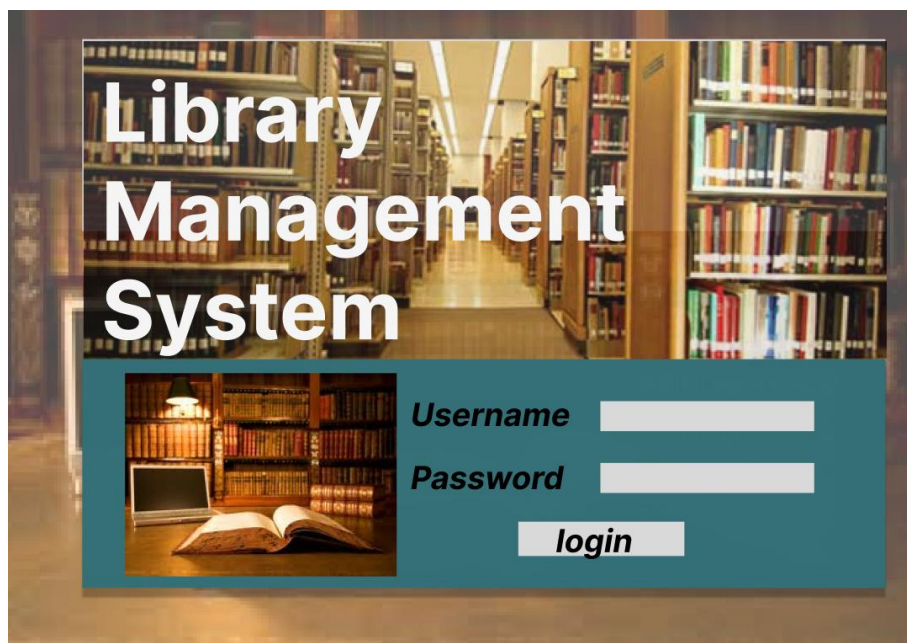 Library
Management
System
Username
Password
login